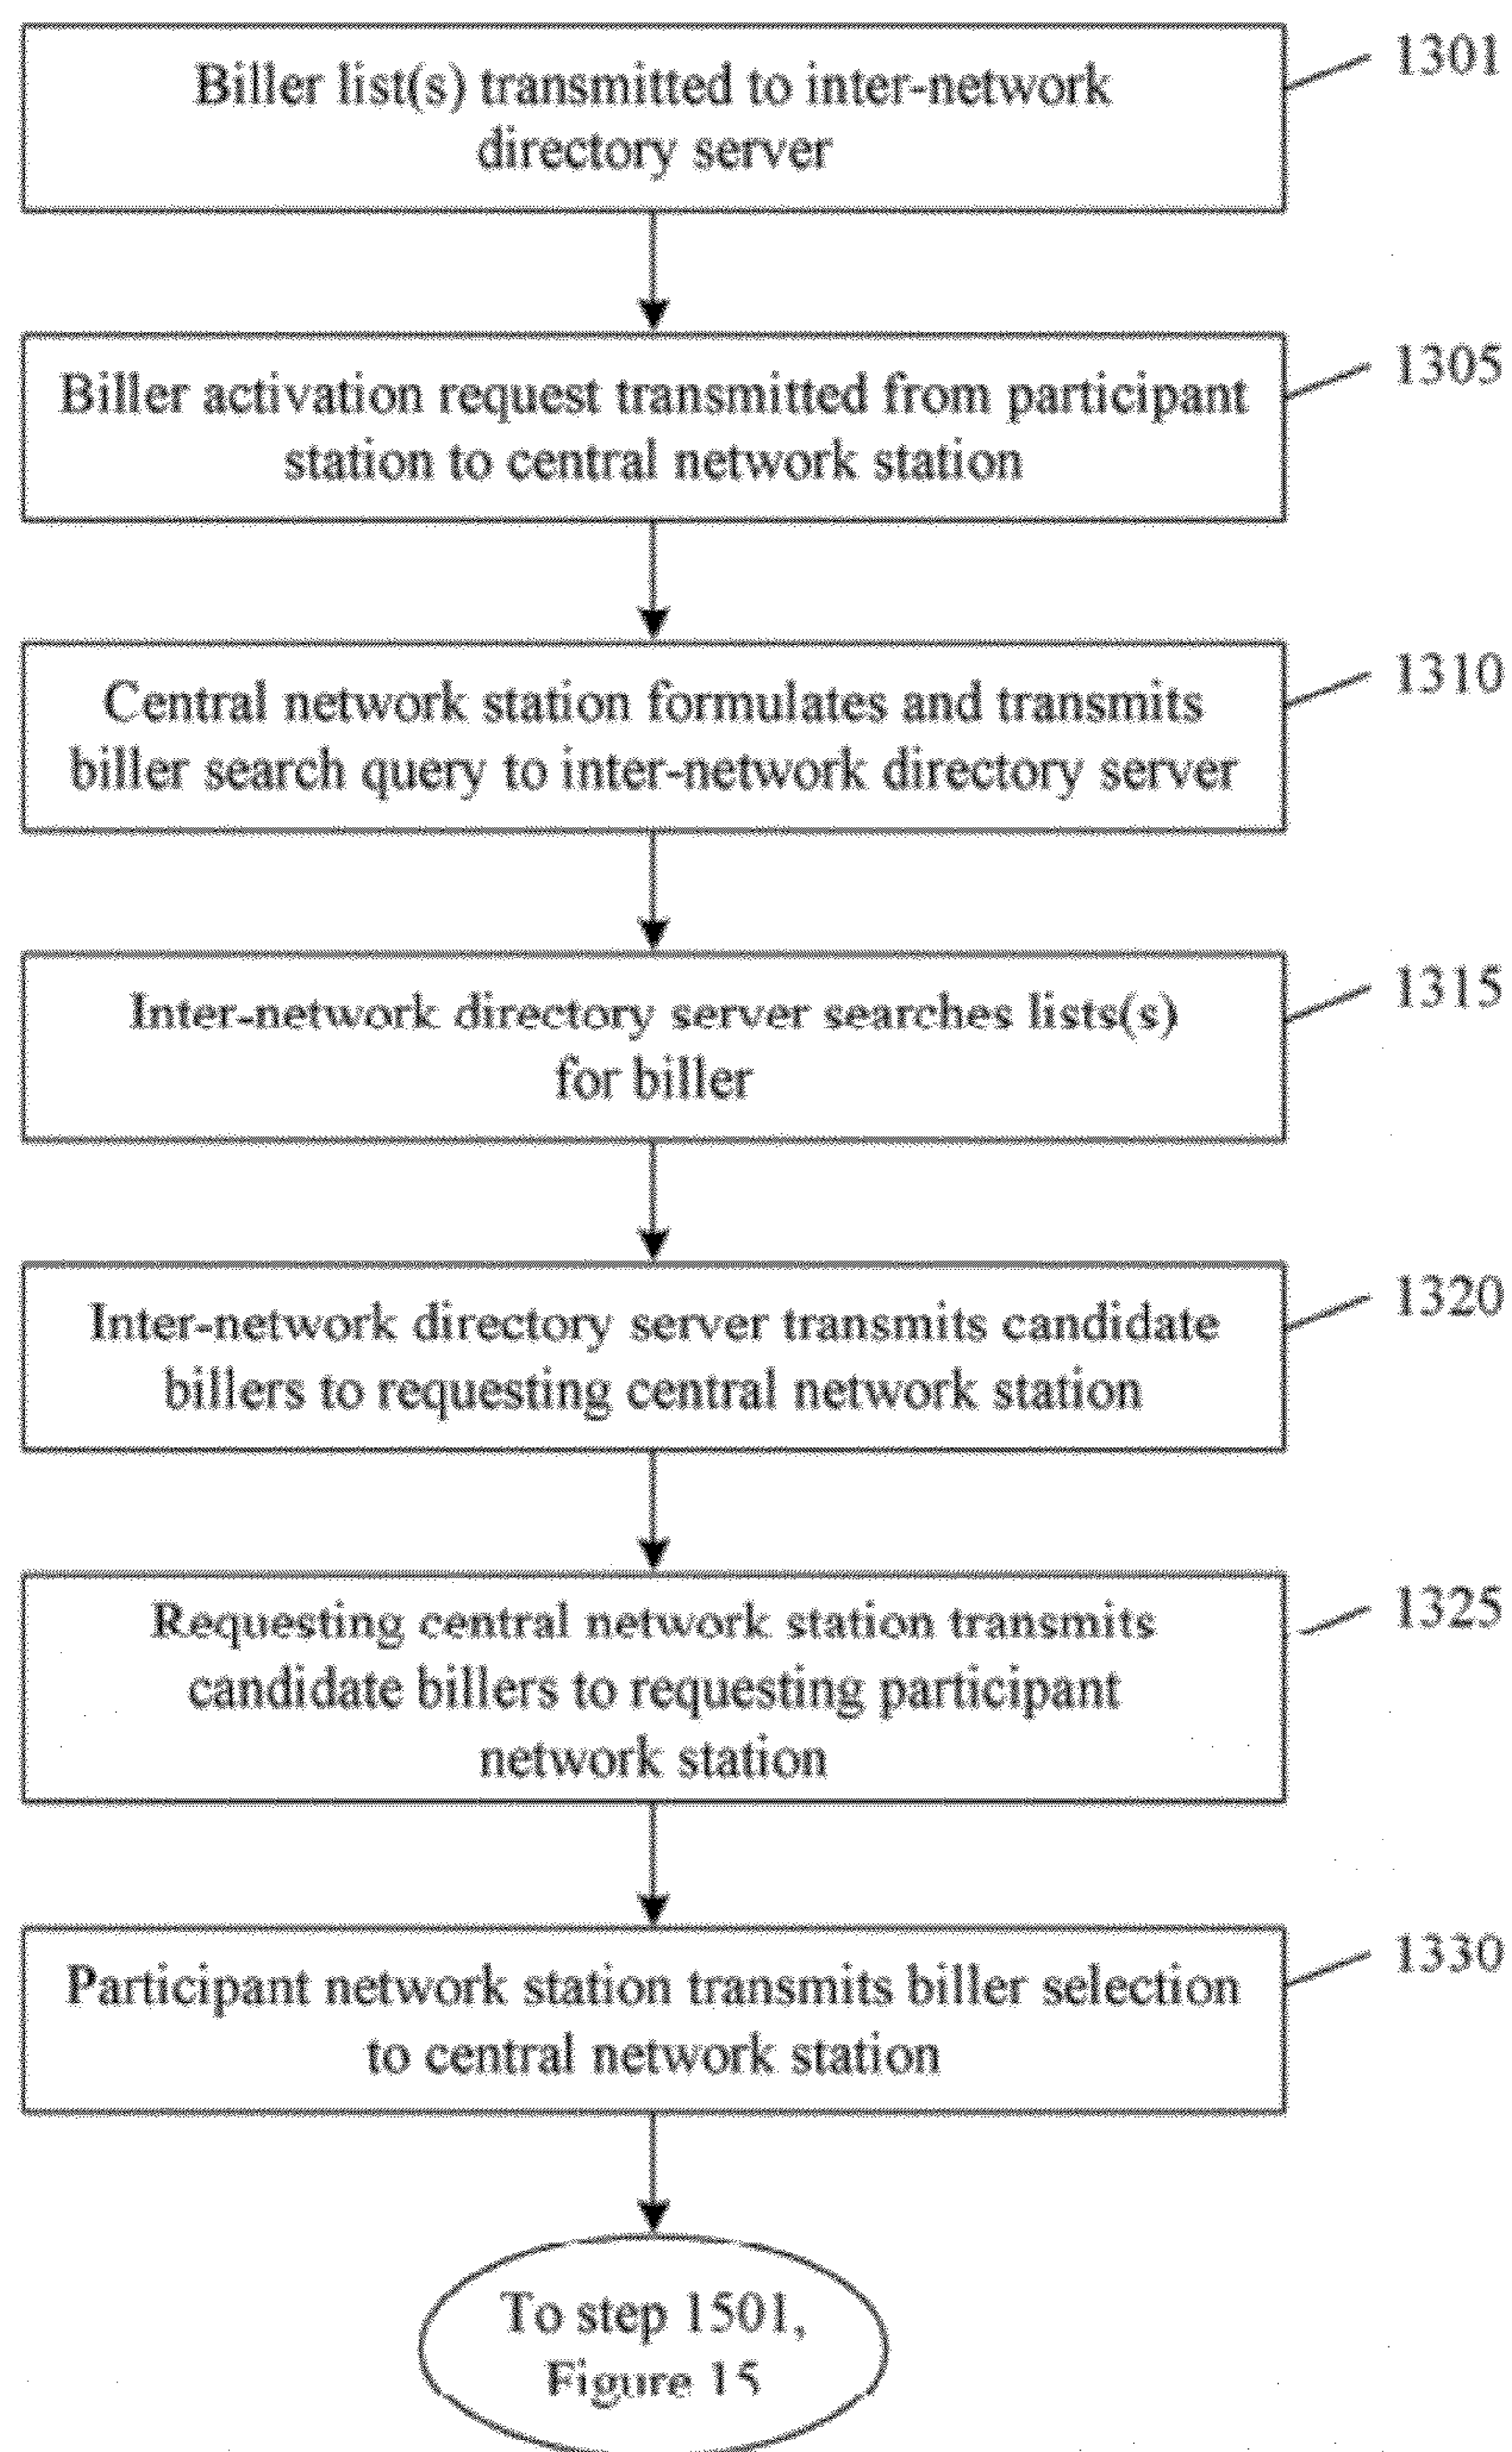 Biller list(s) transmitted to inter-network
directory server
1301
Biller activation request transmitted from participant
station to central network station
1305
Central network station formulates and transmits
biller search query to inter-network directory server
1310
Inter-network directory server searches lists(s)
for biller
1315
Inter-network directory server transmits candidate
billers to requesting central network station
1320
Requesting central network station transmits
candidate billers to requesting participant
network station
1325
Participant network station transmits biller selection
to central network station
1330
To step 1501,
Figure 15